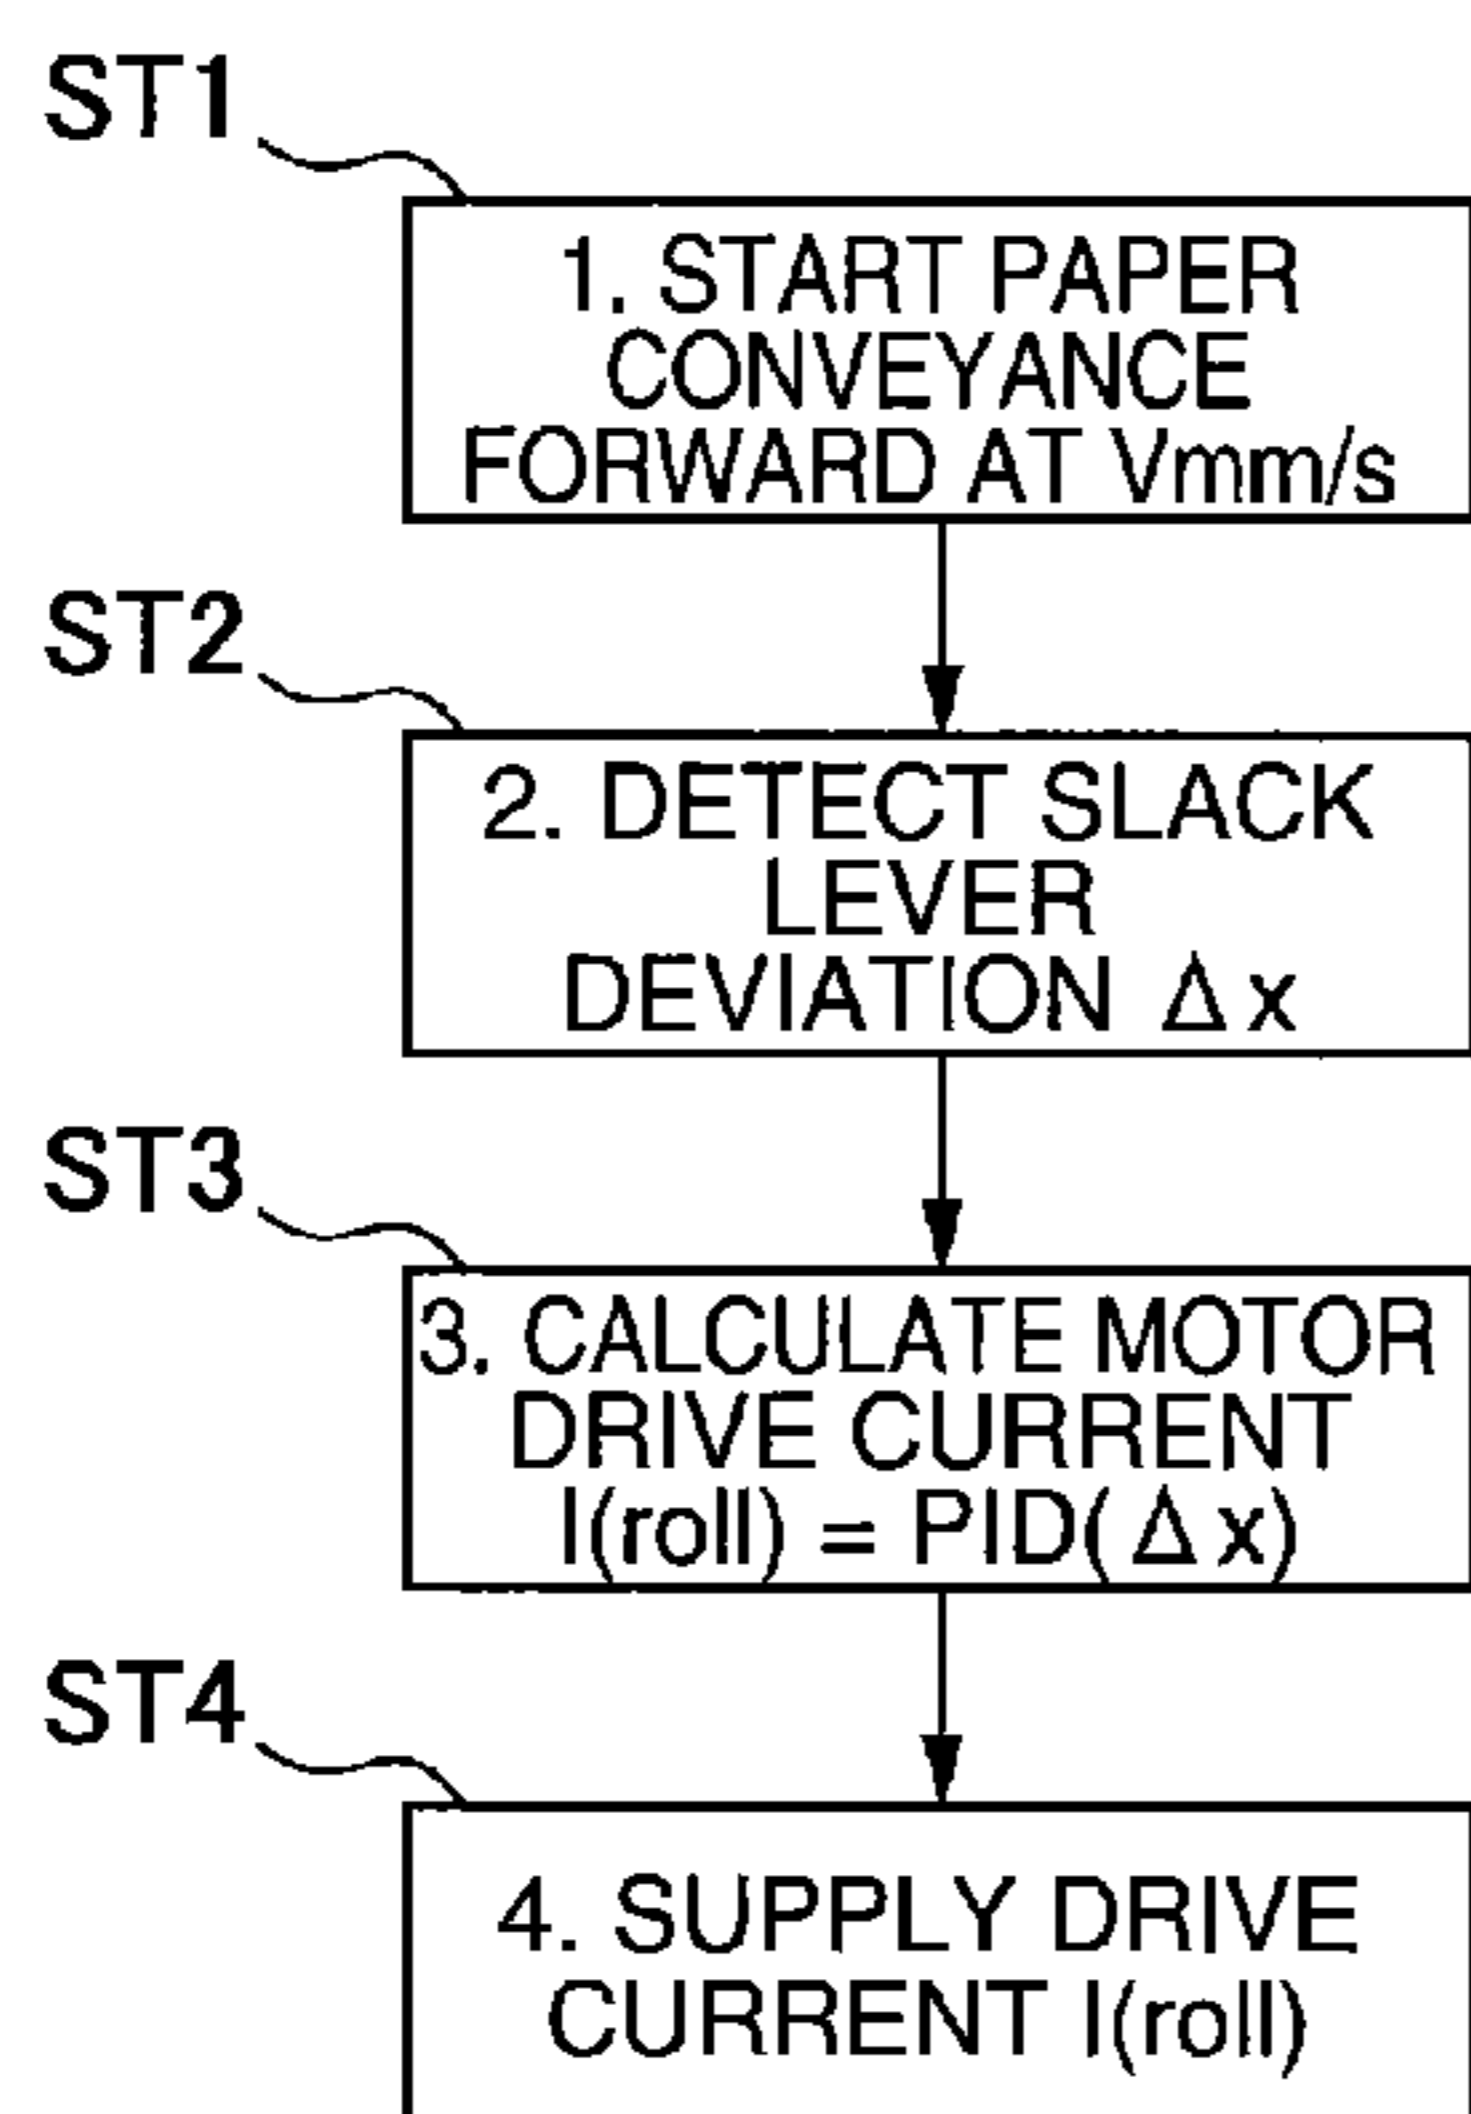 ST1
1. START PAPER
CONVEYANCE
FORWARD AT Vmm/s
ST2
2. DETECT SLACK
LEVER
DEVIATION Δx
ST3
3. CALCULATE MOTOR
DRIVE CURRENT
I(roll) = PID(Δx)
ST4
4. SUPPLY DRIVE
CURRENT I(roll)